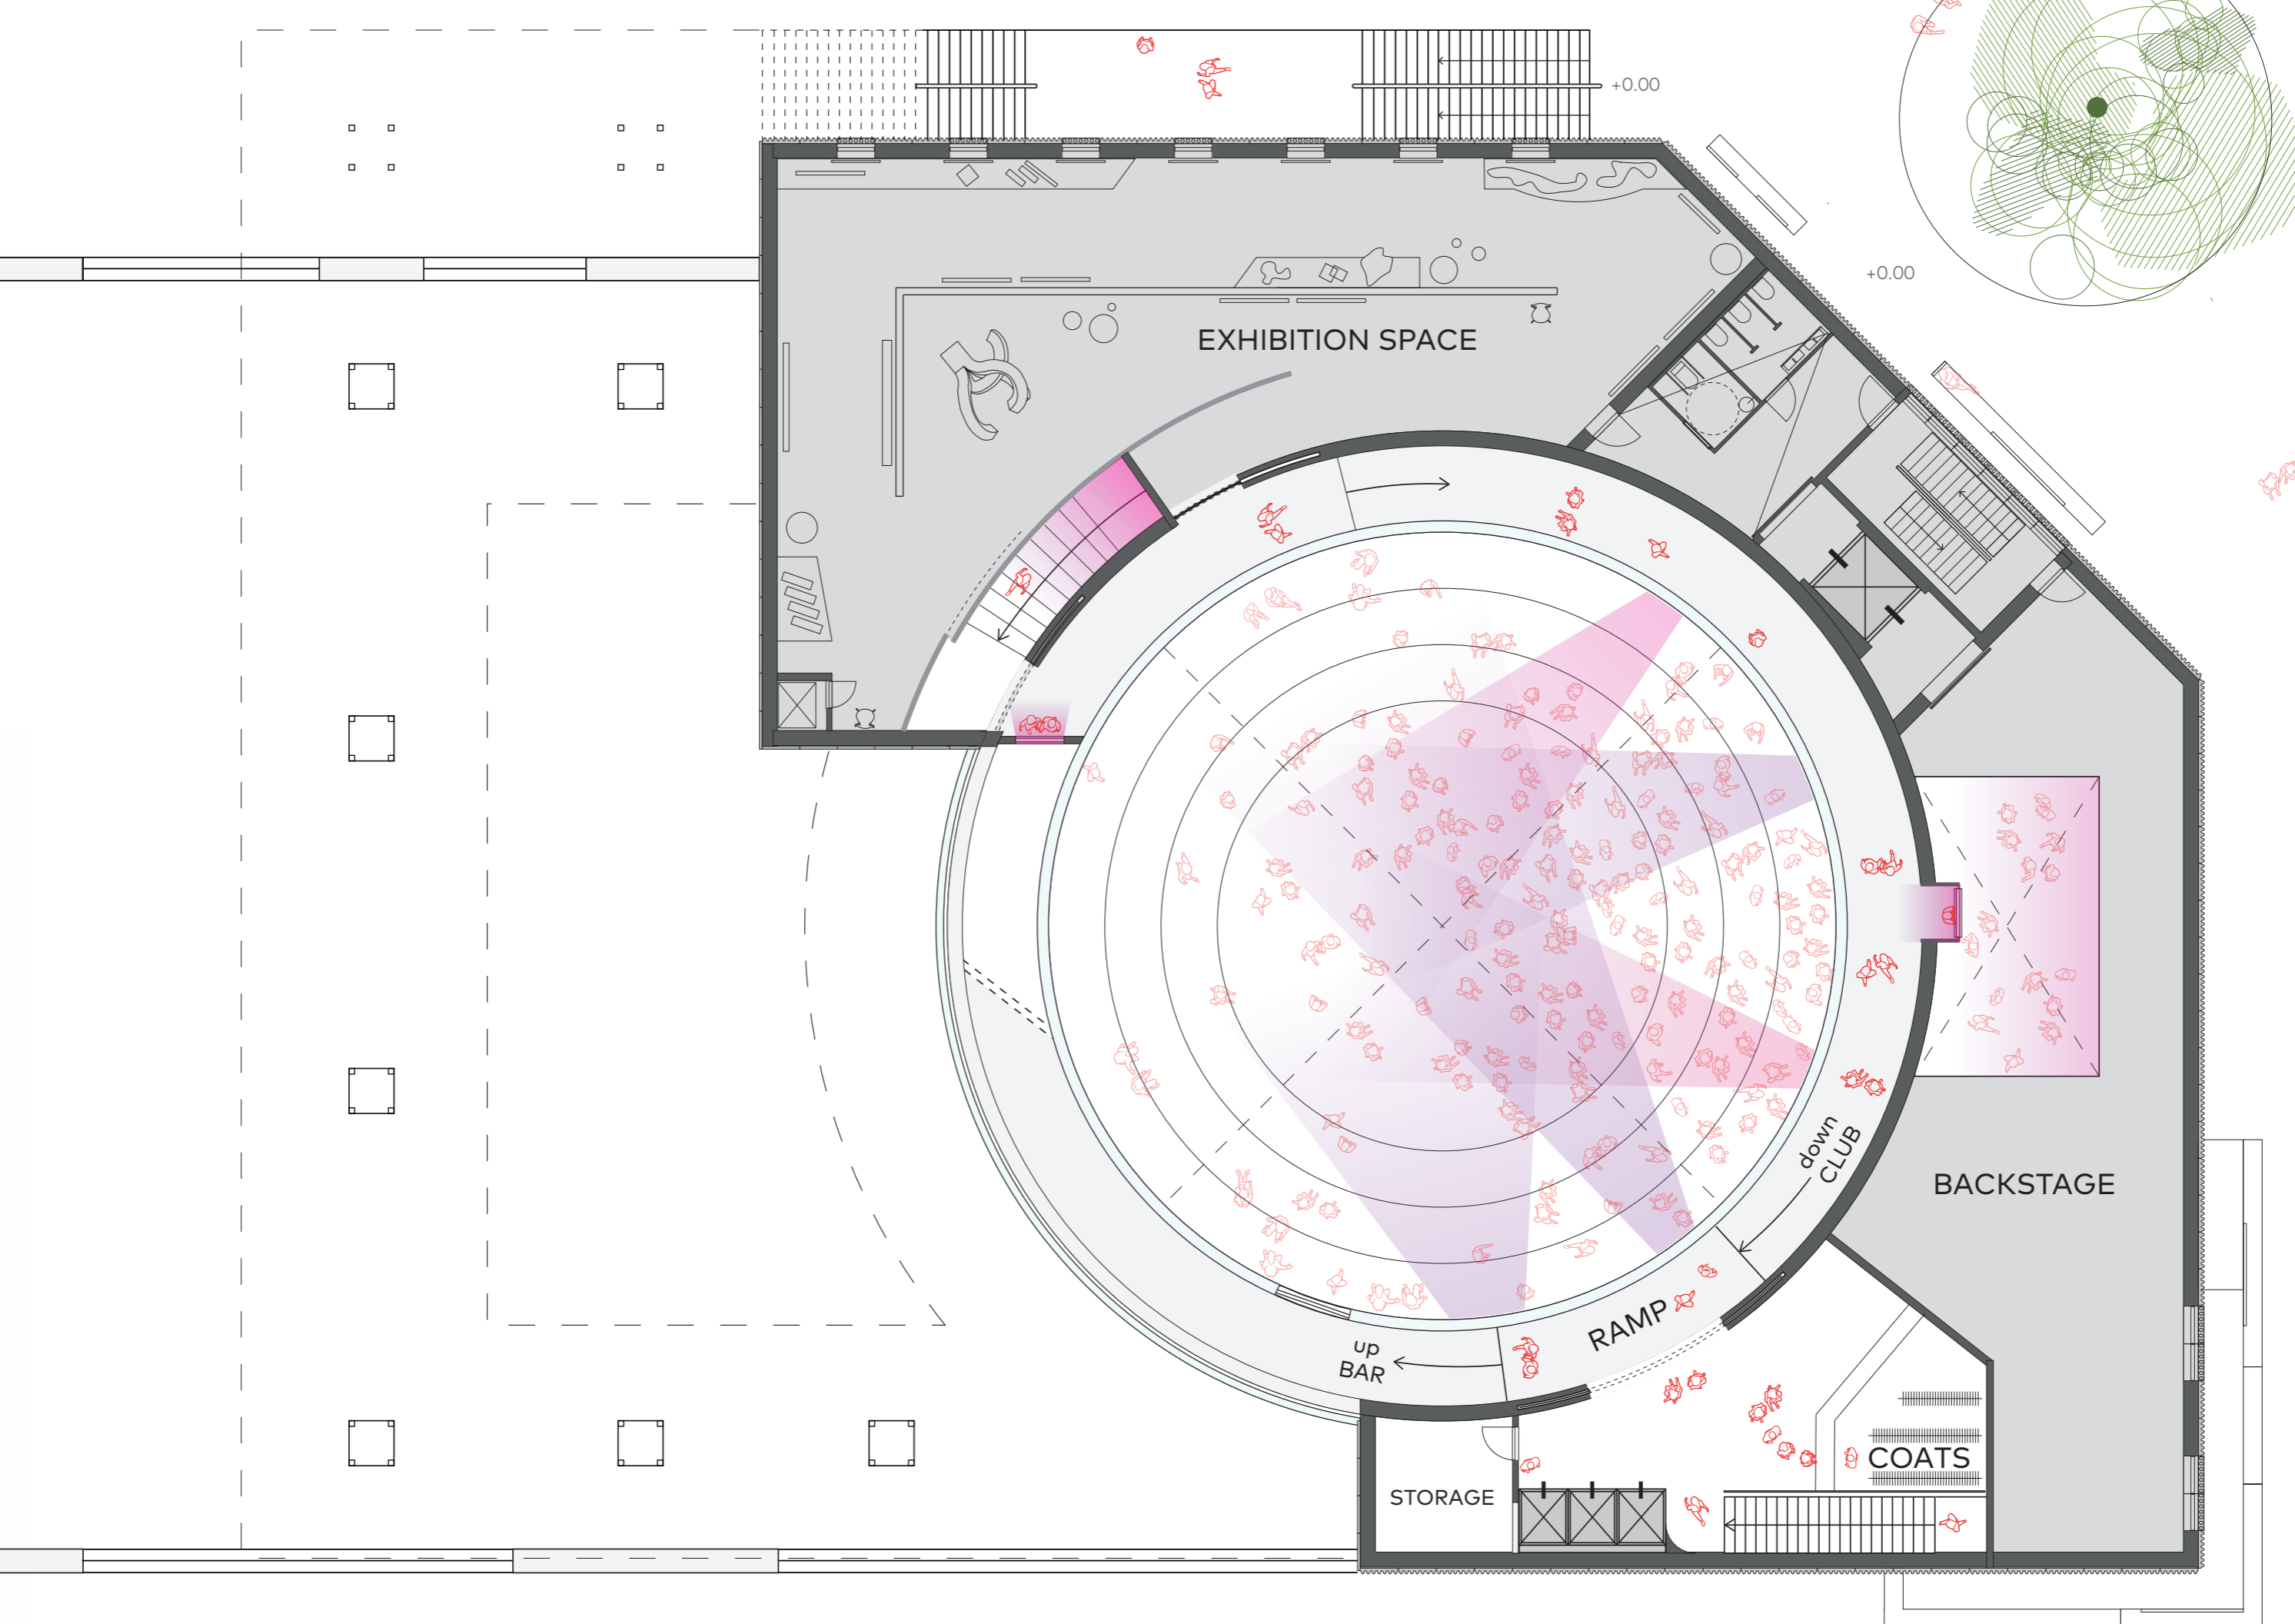 +0.00
+0.00
EXHIBITION SPACE
down
CLUB
BACKSTAGE
RAMP
up
BAR
COATS
STORAGE